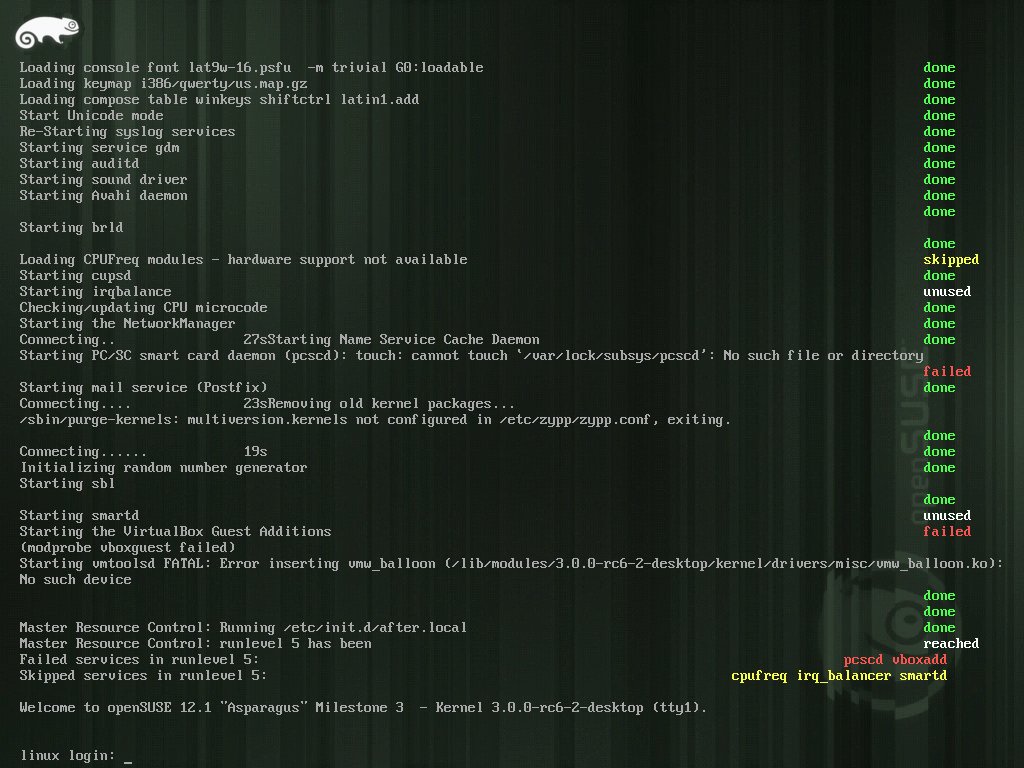 Loading console font lat9w-16.psfu  -m trivial G0:loadable done
Loading keymap i386/qwerty/us.map.gz done
Loading compose table winkeys shiftctrl latin1.add done
Start Unicode mode done
Re-Starting syslog services done
Starting service gdm done
Starting auditd done
Starting sound driver done
Starting Avahi daemon done
done
Starting brld
done
Loading CPUFreq modules - hardware support not available skipped
Starting cupsd done
Starting irqbalance unused
Checking/updating CPU microcode done
Starting the NetworkManager done
Connecting.. 27sStarting Name Service Cache Daemon done
Starting PC/SC smart card daemon (pcscd): touch: cannot touch `/var/lock/subsys/pcscd': No such file or directory
failed
Starting mail service (Postfix) done
Connecting.... 23sRemoving old kernel packages...
/sbin/purge-kernels: multiversion.kernels not configured in /etc/zypp/zypp.conf, exiting.
done
Connecting...... 19s done
Initializing random number generator done
Starting sbl
done
Starting smartd unused
Starting the VirtualBox Guest Additions failed
(modprobe vboxguest failed)
Starting vmtoolsd FATAL: Error inserting vmw_balloon (/lib/modules/3.0.0-rc6-2-desktop/kernel/drivers/misc/vmw_balloon.ko):
No such device
done
done
Master Resource Control: Running /etc/init.d/after.local done
Master Resource Control: runlevel 5 has been reached
Failed services in runlevel 5: pcscd vboxadd
Skipped services in runlevel 5: cpufreq irq_balancer smartd
Welcome to openSUSE 12.1 "Asparagus" Milestone 3  - Kernel 3.0.0-rc6-2-desktop (tty1).
linux login: _
openSUSE